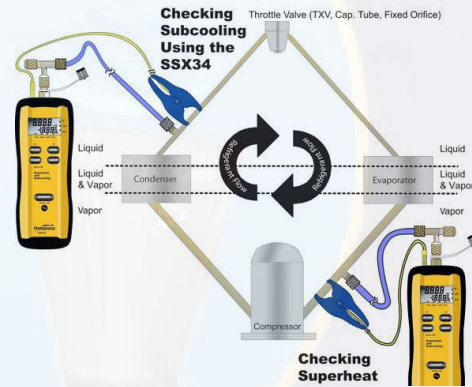 Checking
Subcooling
Using the
SSX34
Throttle Valve (TXV, Cap. Tube, Fixed Orifice)
Liquid
Liquid
& Vapor
Vapor
Condenser
Refrigerant Flow
Refrigerant Flow
Evaporator
Liquid
Liquid
& Vapor
Vapor
Compressor
Checking
Superheat